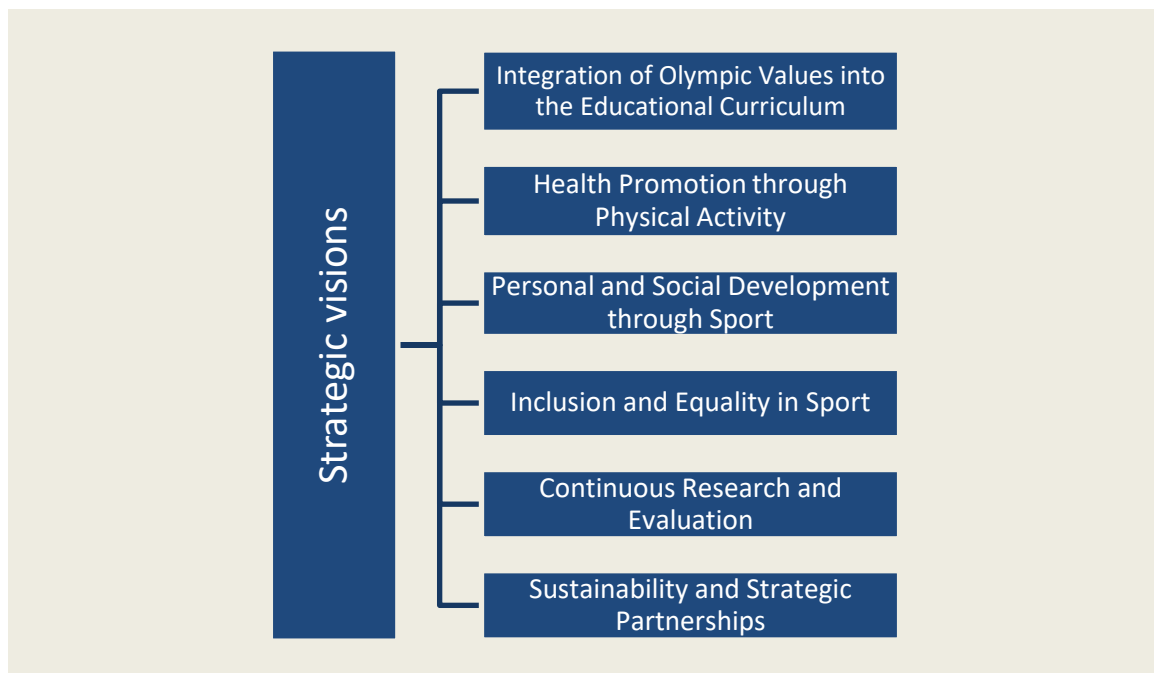 Strategic visions
Integration of Olympic Values into
the Educational Curriculum
Health Promotion through
Physical Activity
Personal and Social Development
through Sport
Inclusion and Equality in Sport
Continuous Research and
Evaluation
Sustainability and Strategic
Partnerships